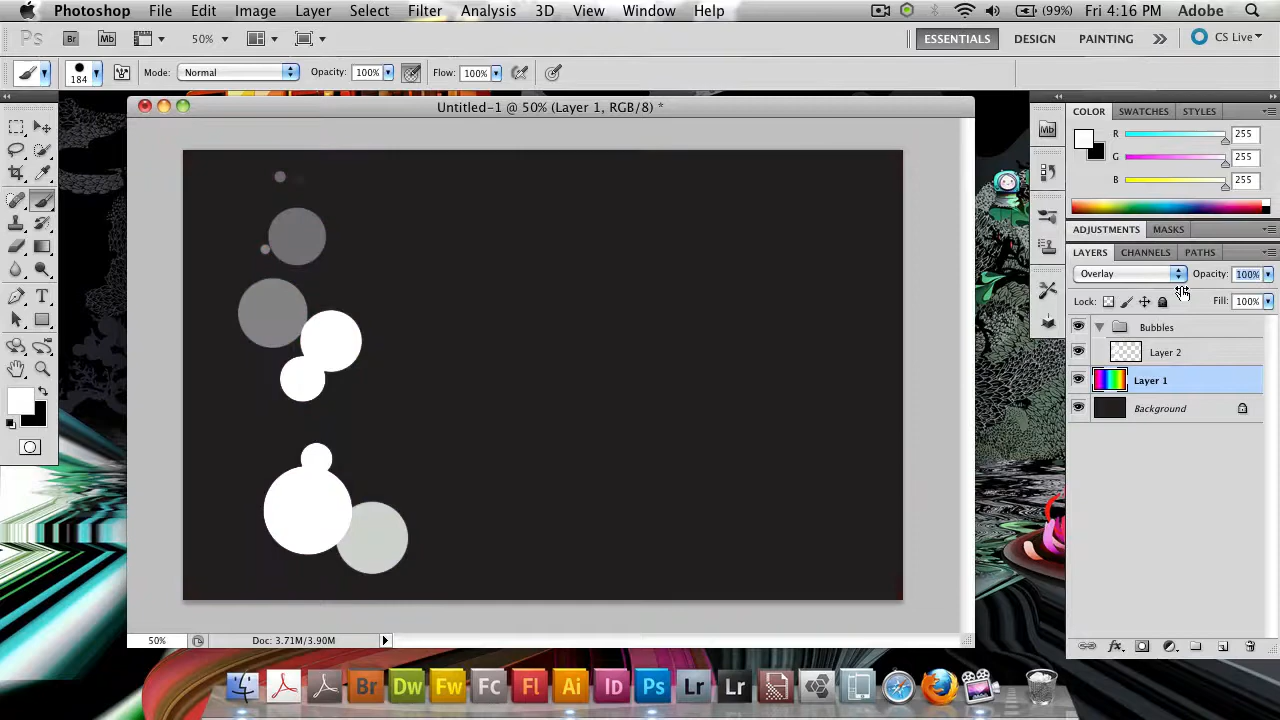 Photoshop File Edit Image Layer Select Filter Analysis 3D View Window Help (99%) Fri 4:16 PM Adobe
Ps Br Mb 50% ESSENTIALS DESIGN PAINTING CS Live
184 Mode: Normal Opacity: 100% Flow: 100%
Untitled-1 @ 50% (Layer 1, RGB/8) *
Mb
COLOR SWATCHES STYLES
R 255
G 255
B 255
ADJUSTMENTS MASKS
LAYERS CHANNELS PATHS
Overlay Opacity: 100%
Lock: Fill: 100%
Bubbles
Layer 2
Layer 1
Background
T
50% Doc: 3.71M/3.90M
fx
Br Dw Fw Fc Fl Ai Id Ps Lr Lr